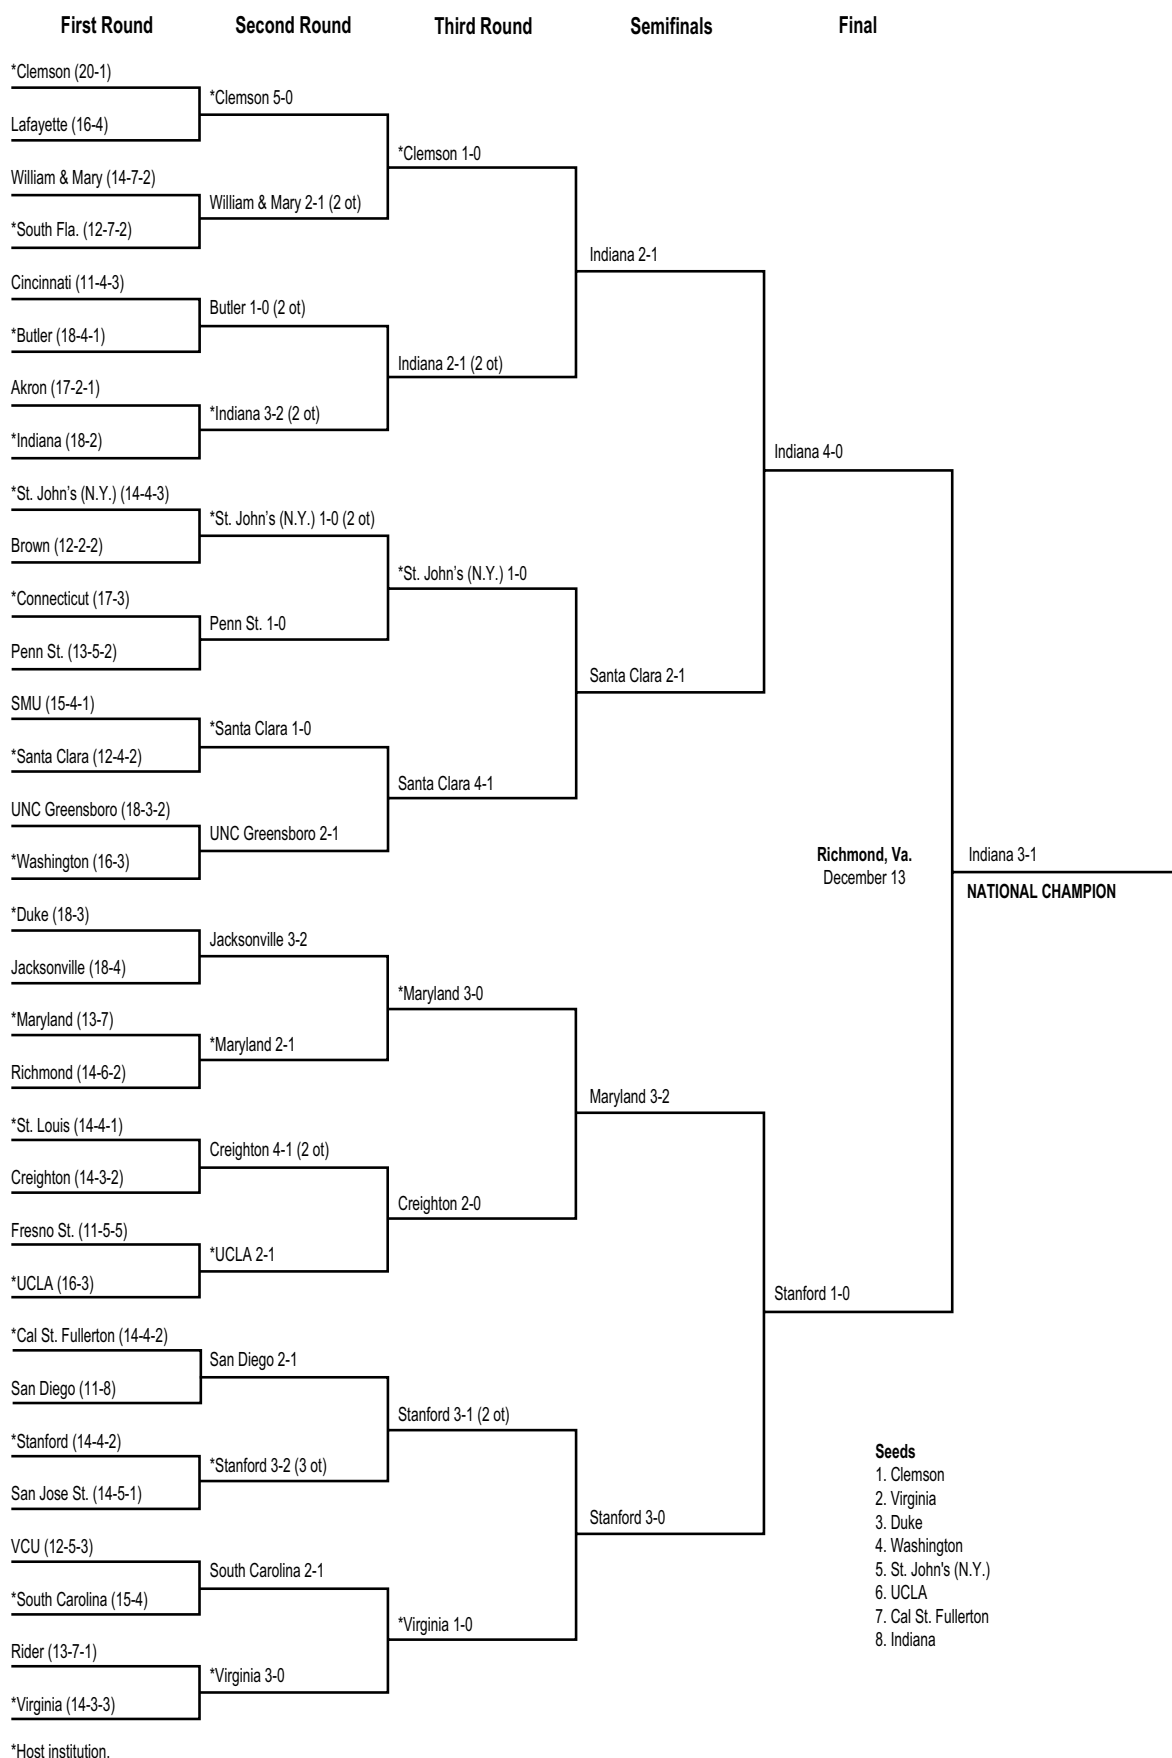 First Round
Second Round
Third Round
Semifinals
Final
*Clemson (20-1)
Lafayette (16-4)
William & Mary (14-7-2)
*South Fla. (12-7-2)
Cincinnati (11-4-3)
*Butler (18-4-1)
Akron (17-2-1)
*Indiana (18-2)
*St. John’s (N.Y.) (14-4-3)
Brown (12-2-2)
*Connecticut (17-3)
Penn St. (13-5-2)
SMU (15-4-1)
*Santa Clara (12-4-2)
UNC Greensboro (18-3-2)
*Washington (16-3)
*Duke (18-3)
Jacksonville (18-4)
*Maryland (13-7)
Richmond (14-6-2)
*St. Louis (14-4-1)
Creighton (14-3-2)
Fresno St. (11-5-5)
*UCLA (16-3)
*Cal St. Fullerton (14-4-2)
San Diego (11-8)
*Stanford (14-4-2)
San Jose St. (14-5-1)
VCU (12-5-3)
*South Carolina (15-4)
Rider (13-7-1)
*Virginia (14-3-3)
*Clemson 5-0
William & Mary 2-1 (2 ot)
Butler 1-0 (2 ot)
*Indiana 3-2 (2 ot)
*St. John’s (N.Y.) 1-0 (2 ot)
Penn St. 1-0
*Santa Clara 1-0
UNC Greensboro 2-1
Jacksonville 3-2
*Maryland 2-1
Creighton 4-1 (2 ot)
*UCLA 2-1
San Diego 2-1
*Stanford 3-2 (3 ot)
South Carolina 2-1
*Virginia 3-0
*Clemson 1-0
Indiana 2-1 (2 ot)
*St. John’s (N.Y.) 1-0
Santa Clara 4-1
*Maryland 3-0
Creighton 2-0
Stanford 3-1 (2 ot)
*Virginia 1-0
Indiana 2-1
Santa Clara 2-1
Maryland 3-2
Stanford 3-0
Indiana 4-0
Stanford 1-0
Richmond, Va.
December 13
Indiana 3-1
NATIONAL CHAMPION
Seeds
1. Clemson
2. Virginia
3. Duke
4. Washington
5. St. John's (N.Y.)
6. UCLA
7. Cal St. Fullerton
8. Indiana
*Host institution.